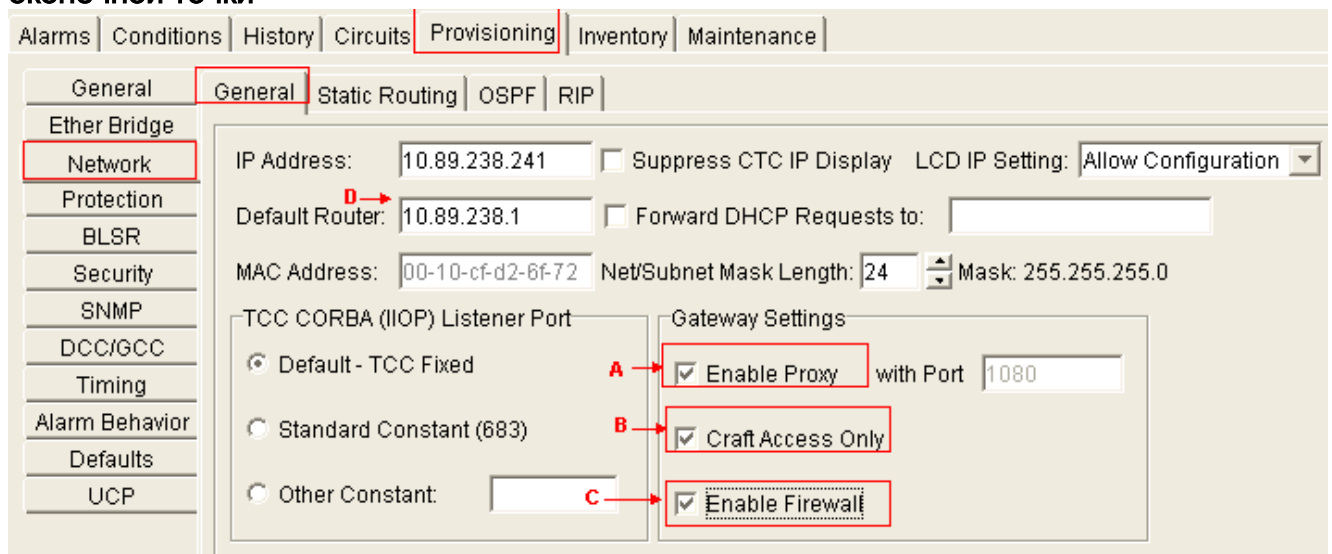 Alarms Conditions History Circuits Provisioning Inventory Maintenance
General
Ether Bridge
Network
Protection
BLSR
Security
SNMP
DCC/GCC
Timing
Alarm Behavior
Defaults
UCP
General Static Routing OSPF RIP
IP Address: 10.89.238.241 Suppress CTC IP Display LCD IP Setting: Allow Configuration
D
Default Router: 10.89.238.1 Forward DHCP Requests to:
MAC Address: 00-10-cf-d2-6f-72 Net/Subnet Mask Length: 24 Mask: 255.255.255.0
TCC CORBA (IIOP) Listener Port
Default - TCC Fixed
Standard Constant (683)
Other Constant:
Gateway Settings
A Enable Proxy with Port 1080
B Craft Access Only
C Enable Firewall